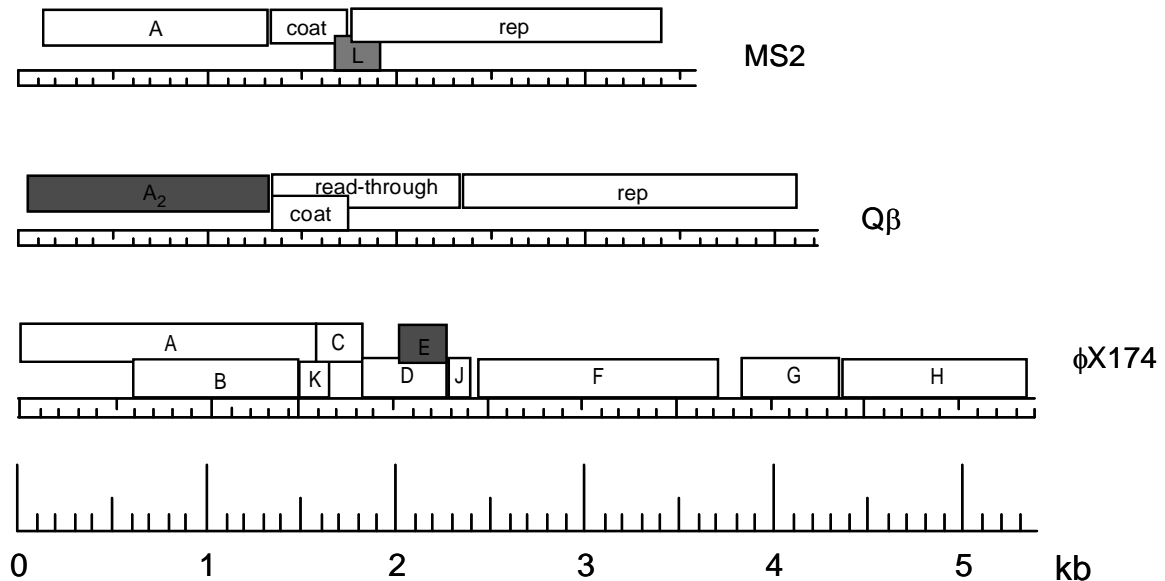 A coat rep
L
MS2
A₂ read-through rep
coat
Qβ
A C E
B K D J F G H
ϕX174
0 1 2 3 4 5 kb